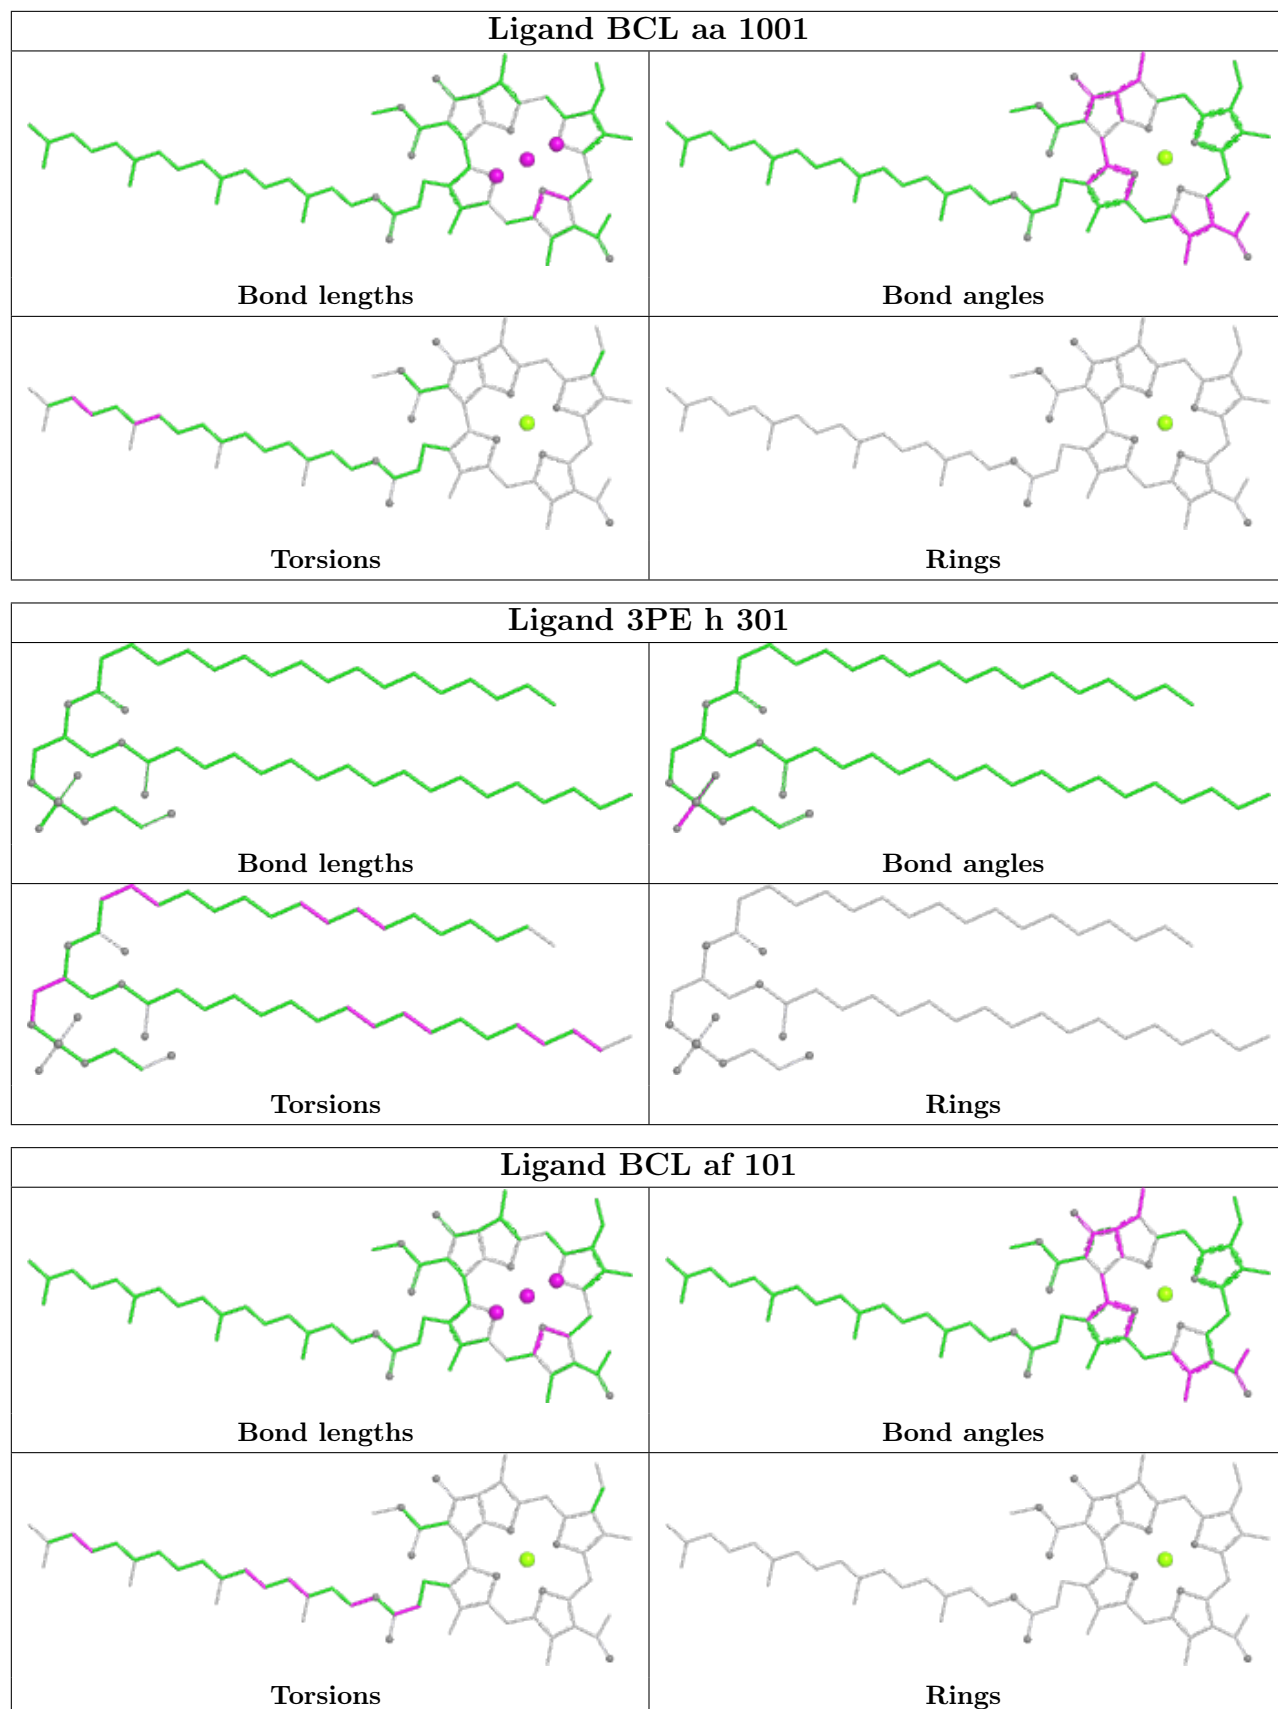 Ligand BCL aa 1001
Bond lengths
Bond angles
Torsions
Rings
Ligand 3PE h 301
Bond lengths
Bond angles
Torsions
Rings
Ligand BCL af 101
Bond lengths
Bond angles
Torsions
Rings